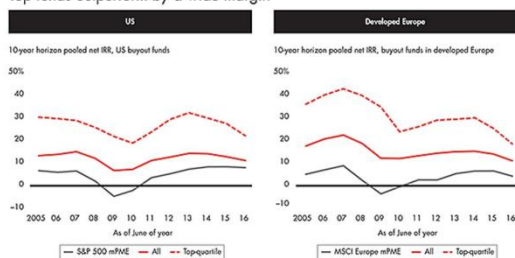 US
10-year horizon pooled net IRR, US buyout funds
50%
40
30
20
10
0
–10
2005 06 07 08 09 10 11 12 13 14 15 16
As of June of year
S&P 500 mPME All Top-quartile
Developed Europe
10-year horizon pooled net IRR, buyout funds in developed Europe
50%
40
30
20
10
0
–10
2005 06 07 08 09 10 11 12 13 14 15 16
As of June of year
MSCI Europe mPME All Top-quartile